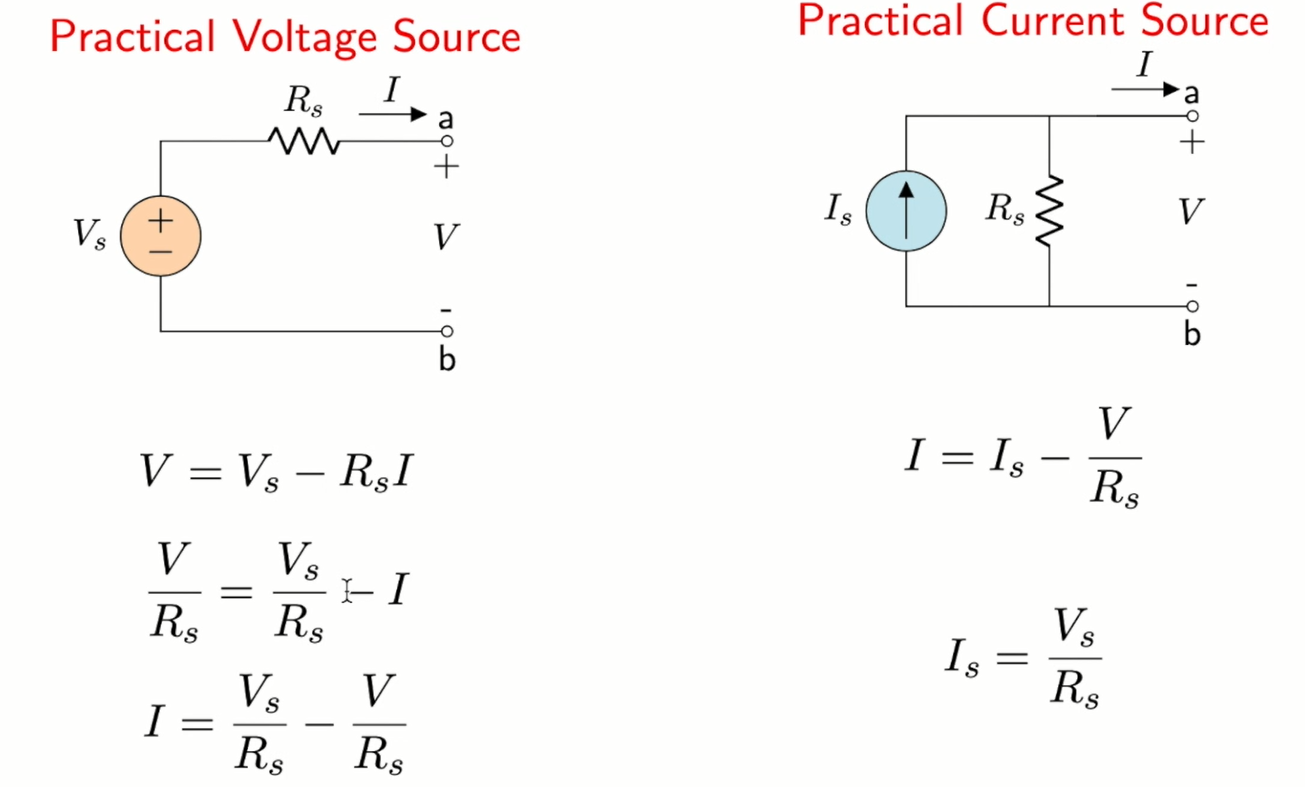 Practical Voltage Source
R_s
I
a
+
V_s
+
−
V
-
b
V = V_s − R_s I
V/R_s = V_s/R_s − I
I = V_s/R_s − V/R_s
Practical Current Source
I
a
+
I_s
R_s
V
-
b
I = I_s − V/R_s
I_s = V_s/R_s